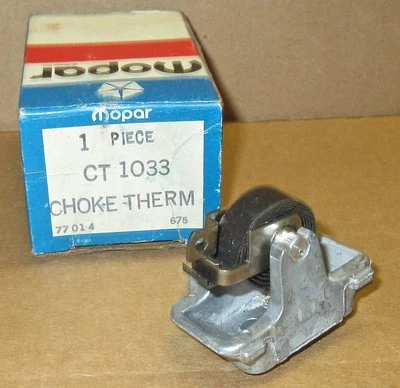 mopar
mopar
1 PIECE
CT 1033
CHOKE THERM
77014 675